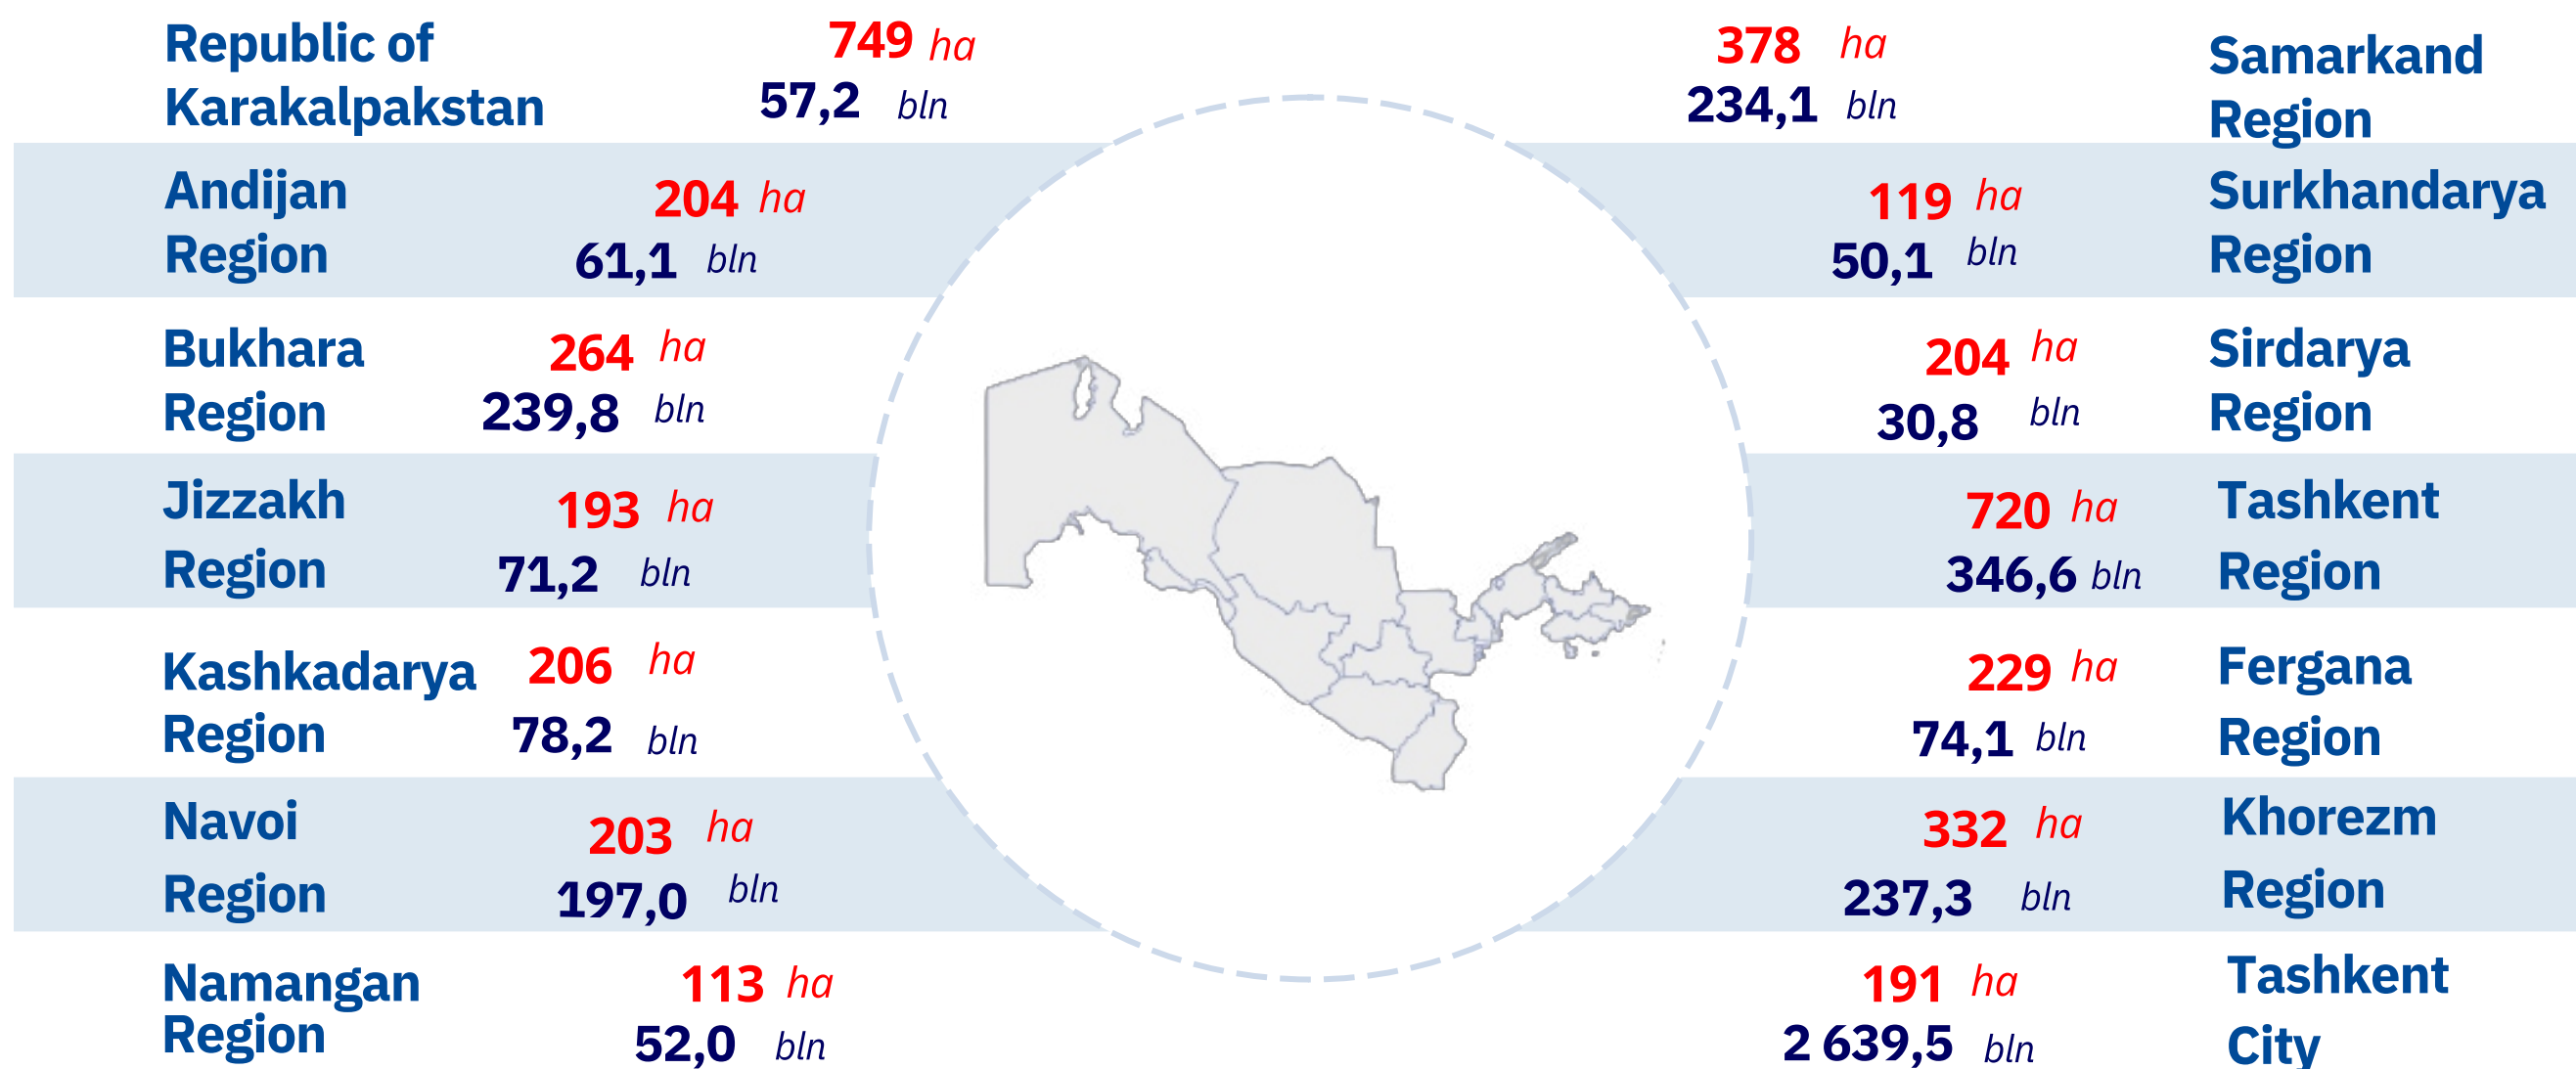 Republic of
Karakalpakstan
749 ha
57,2 bln
Andijan
Region
204 ha
61,1 bln
Bukhara
Region
264 ha
239,8 bln
Jizzakh
Region
193 ha
71,2 bln
Kashkadarya
Region
206 ha
78,2 bln
Navoi
Region
203 ha
197,0 bln
Namangan
Region
113 ha
52,0 bln
378 ha
234,1 bln
Samarkand
Region
119 ha
50,1 bln
Surkhandarya
Region
204 ha
30,8 bln
Sirdarya
Region
720 ha
346,6 bln
Tashkent
Region
229 ha
74,1 bln
Fergana
Region
332 ha
237,3 bln
Khorezm
Region
191 ha
2 639,5 bln
Tashkent
City